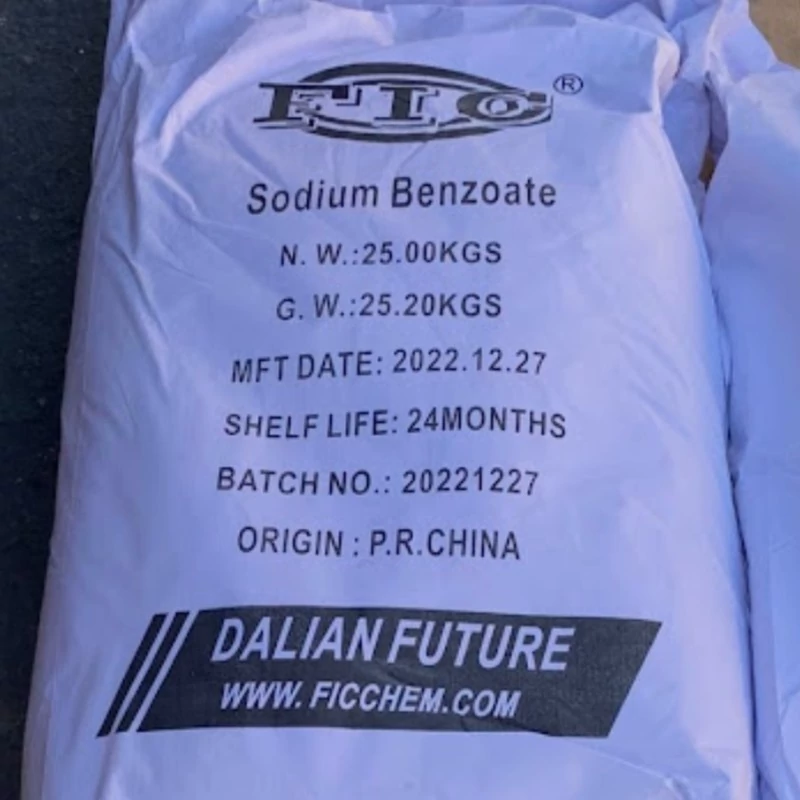 FIC®
Sodium Benzoate
N. W.:25.00KGS
G. W.:25.20KGS
MFT DATE: 2022.12.27
SHELF LIFE: 24MONTHS
BATCH NO.: 20221227
ORIGIN : P.R.CHINA
DALIAN FUTURE
WWW. FICCHEM.COM